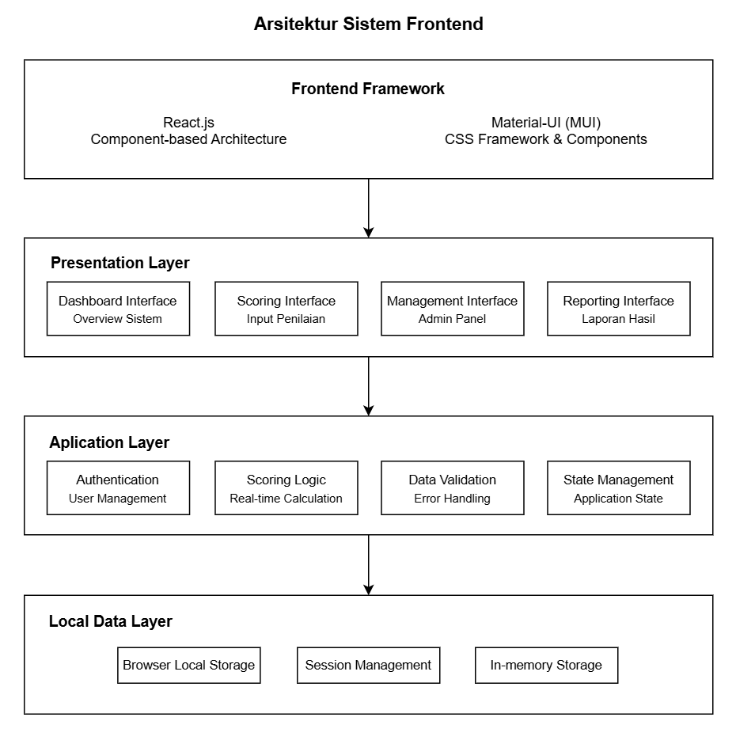 Arsitektur Sistem Frontend
Frontend Framework
React.js
Component-based Architecture
Material-UI (MUI)
CSS Framework & Components
Presentation Layer
Dashboard Interface
Overview Sistem
Scoring Interface
Input Penilaian
Management Interface
Admin Panel
Reporting Interface
Laporan Hasil
Aplication Layer
Authentication
User Management
Scoring Logic
Real-time Calculation
Data Validation
Error Handling
State Management
Application State
Local Data Layer
Browser Local Storage
Session Management
In-memory Storage